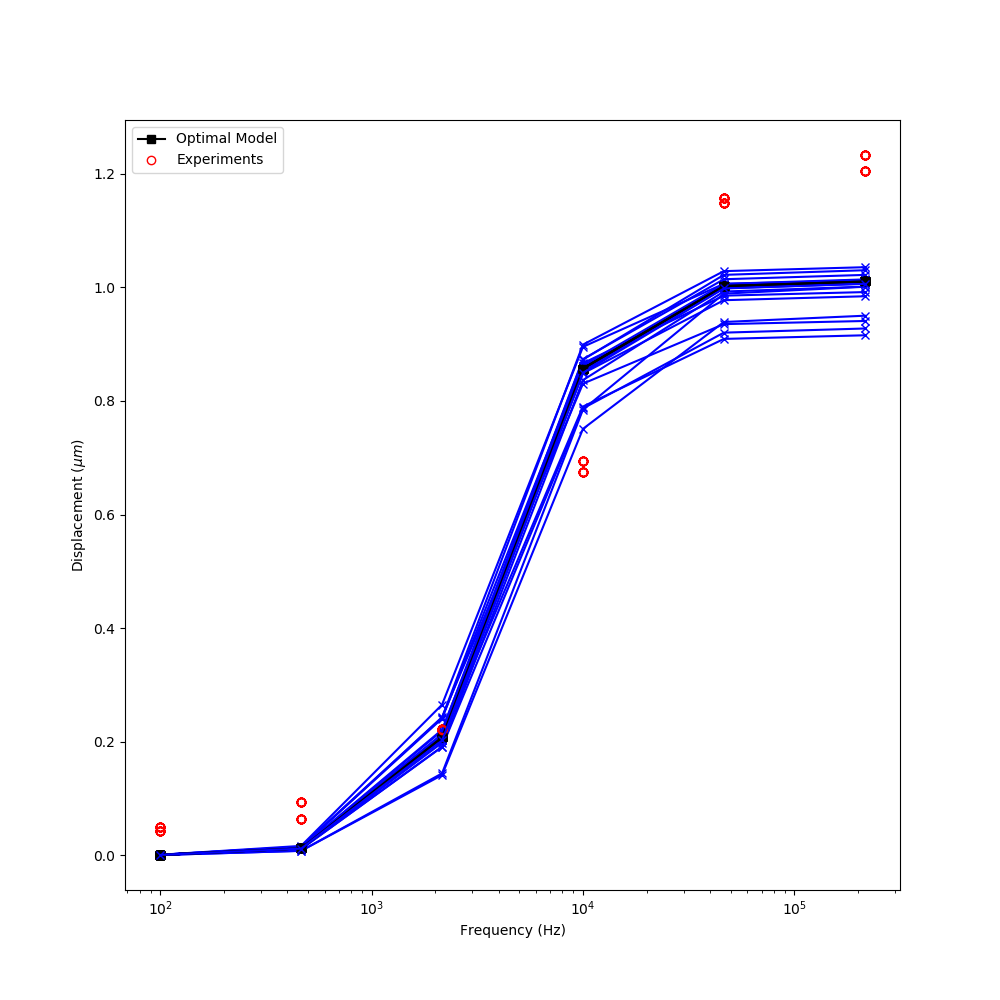 Optimal Model
Experiments
1.2
1.0
0.8
0.6
0.4
0.2
0.0
Displacement (μm)
10²
10³
10⁴
10⁵
Frequency (Hz)